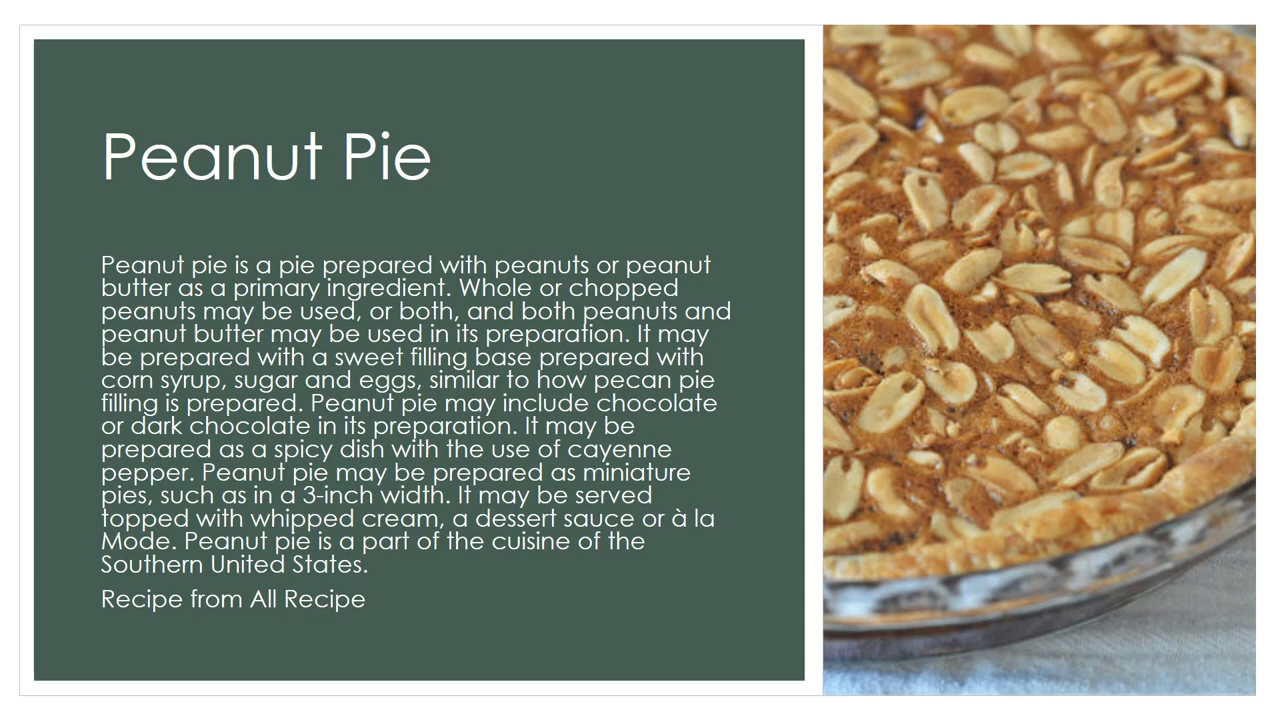 Peanut Pie
Peanut pie is a pie prepared with peanuts or peanut
butter as a primary ingredient. Whole or chopped
peanuts may be used, or both, and both peanuts and
peanut butter may be used in its preparation. It may
be prepared with a sweet filling base prepared with
corn syrup, sugar and eggs, similar to how pecan pie
filling is prepared. Peanut pie may include chocolate
or dark chocolate in its preparation. It may be
prepared as a spicy dish with the use of cayenne
pepper. Peanut pie may be prepared as miniature
pies, such as in a 3-inch width. It may be served
topped with whipped cream, a dessert sauce or à la
Mode. Peanut pie is a part of the cuisine of the
Southern United States.
Recipe from All Recipe